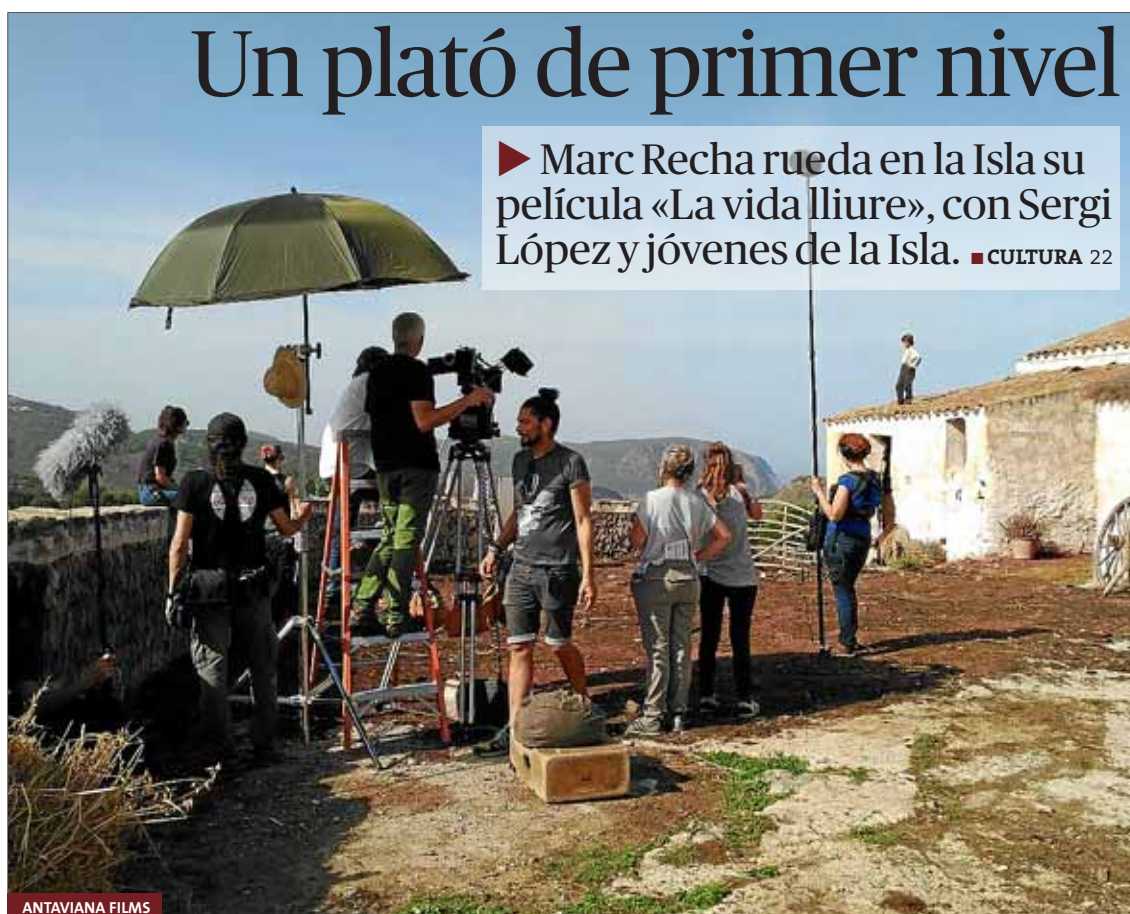 Un plató de primer nivel
▶ Marc Recha rueda en la Isla su
película «La vida lliure», con Sergi
López y jóvenes de la Isla. ■ CULTURA 22
ANTAVIANA FILMS